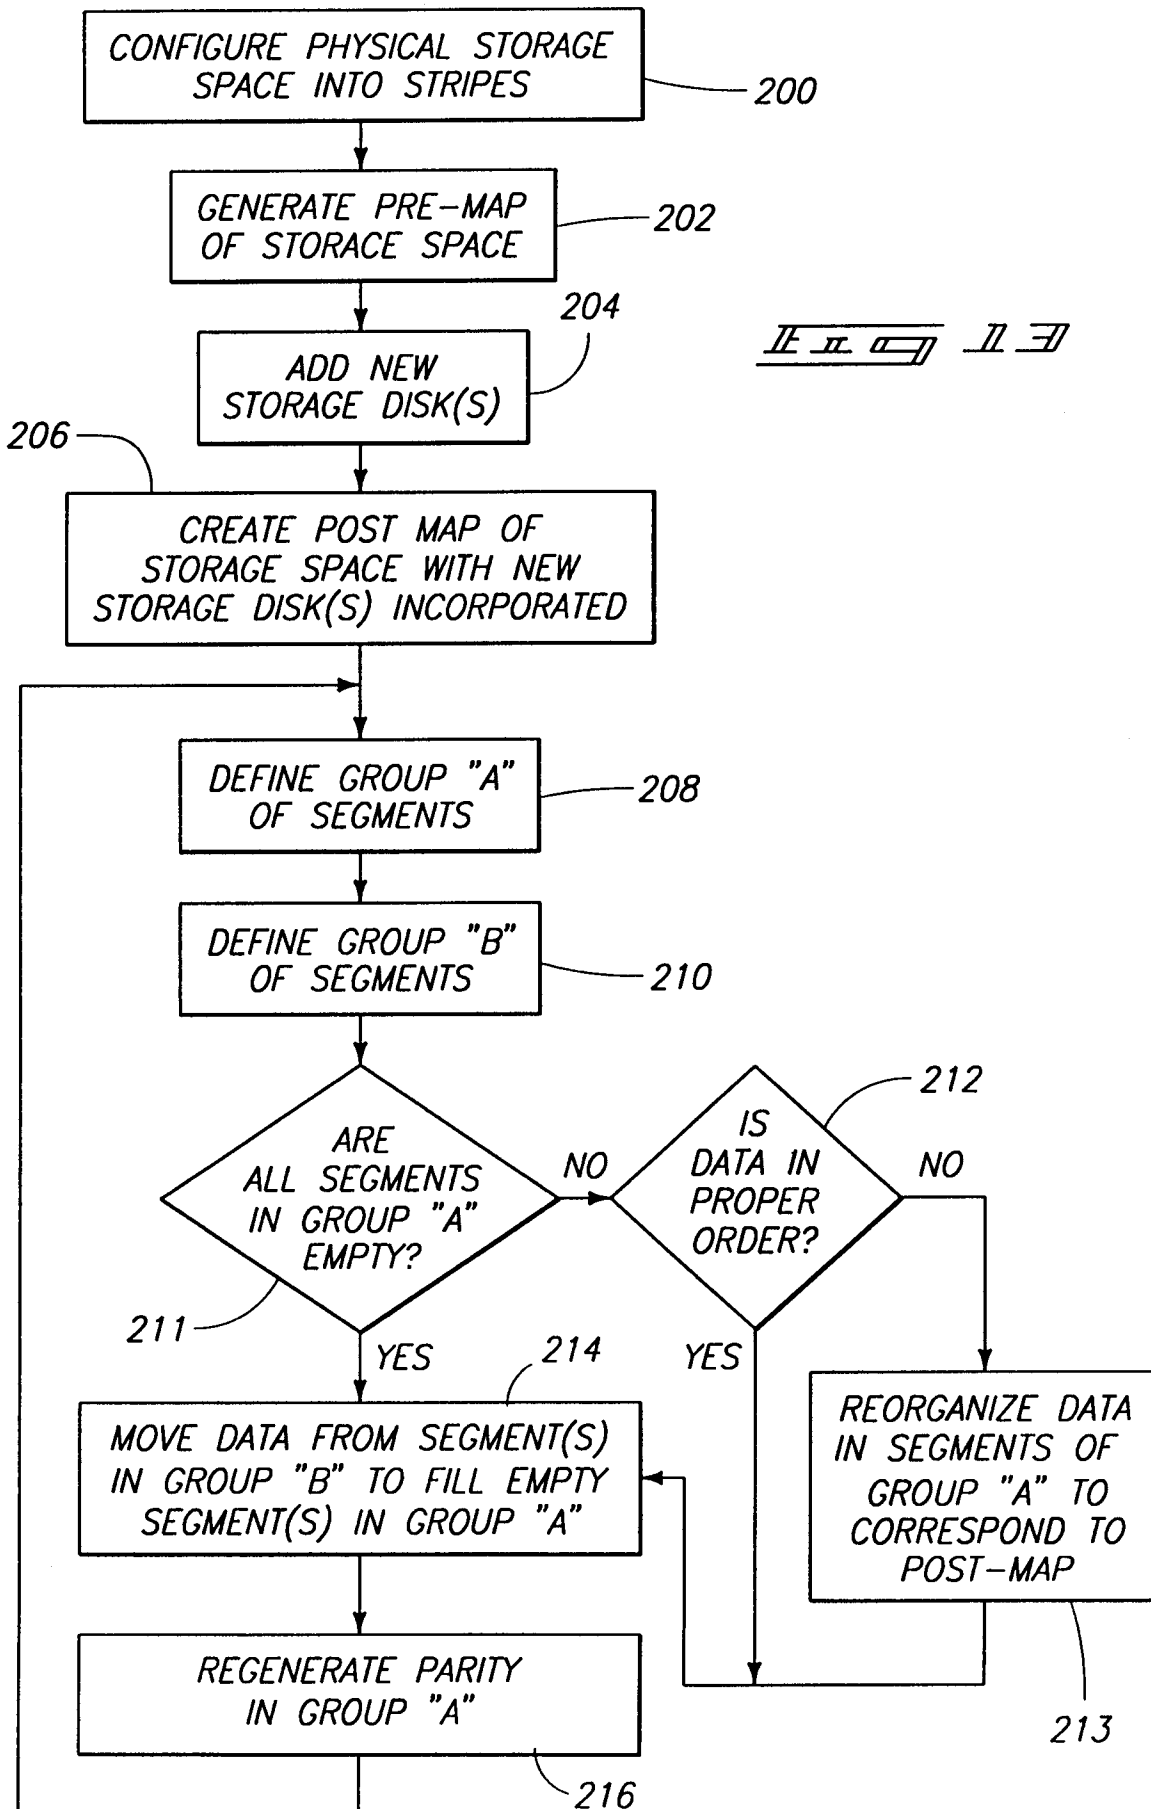 CONFIGURE PHYSICAL STORAGE
SPACE INTO STRIPES
200
GENERATE PRE-MAP
OF STORACE SPACE
202
204
ADD NEW
STORAGE DISK(S)
Fig 13
206
CREATE POST MAP OF
STORAGE SPACE WITH NEW
STORAGE DISK(S) INCORPORATED
DEFINE GROUP "A"
OF SEGMENTS
208
DEFINE GROUP "B"
OF SEGMENTS
210
ARE
ALL SEGMENTS
IN GROUP "A"
EMPTY?
211
NO
YES
212
IS
DATA IN
PROPER
ORDER?
NO
YES
214
MOVE DATA FROM SEGMENT(S)
IN GROUP "B" TO FILL EMPTY
SEGMENT(S) IN GROUP "A"
REORGANIZE DATA
IN SEGMENTS OF
GROUP "A" TO
CORRESPOND TO
POST-MAP
213
REGENERATE PARITY
IN GROUP "A"
216